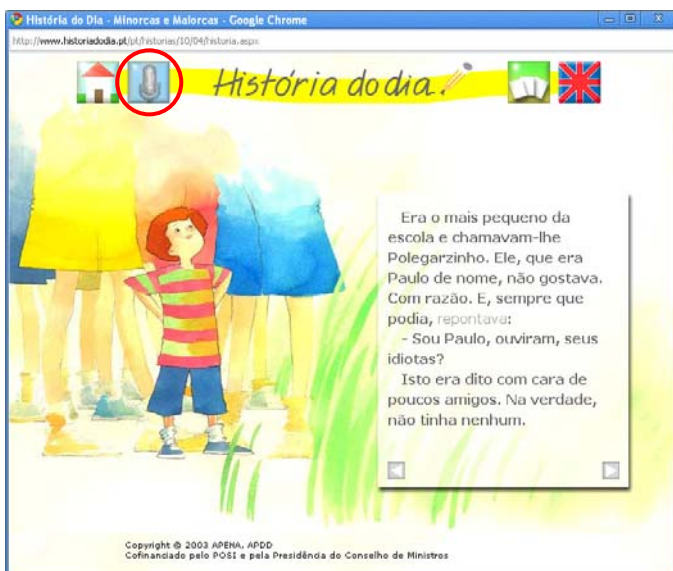 História do Dia - Minorcas e Maiorcas - Google Chrome
http://www.historiadodia.pt/pt/historias/10/04/historia.aspx
História do dia
Era o mais pequeno da
escola e chamavam-lhe
Polegarzinho. Ele, que era
Paulo de nome, não gostava.
Com razão. E, sempre que
podia, repontava:
- Sou Paulo, ouviram, seus
idiotas?
Isto era dito com cara de
poucos amigos. Na verdade,
não tinha nenhum.
Copyright © 2003 APENA, APDD
Cofinanciado pelo POSI e pela Presidência do Conselho de Ministros